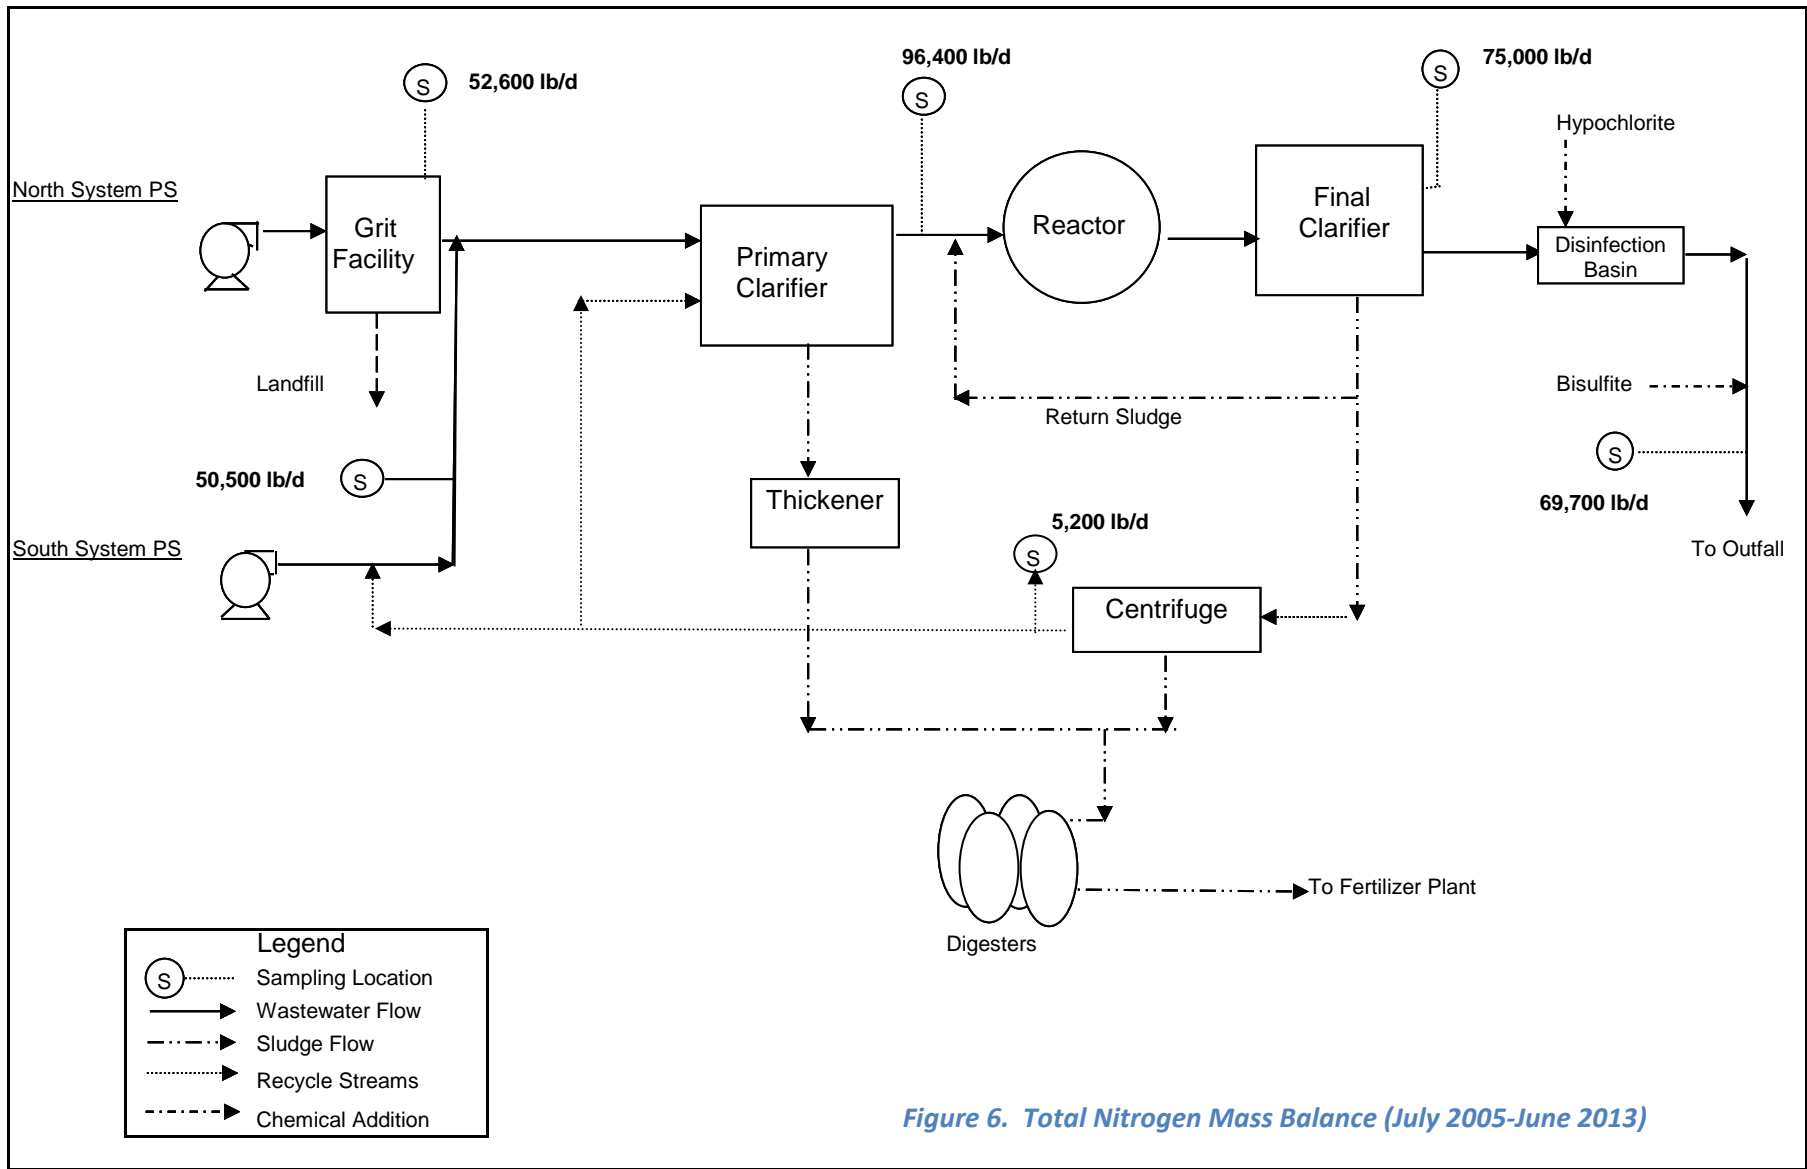 96,400 lb/d
75,000 lb/d
S
52,600 lb/d
S
S
Hypochlorite
North System PS
Grit
Facility
Primary
Clarifier
Reactor
Final
Clarifier
Disinfection
Basin
Landfill
Return Sludge
Bisulfite
50,500 lb/d
S
S
69,700 lb/d
Thickener
5,200 lb/d
S
South System PS
To Outfall
Centrifuge
To Fertilizer Plant
Digesters
Legend
S
Sampling Location
Wastewater Flow
Sludge Flow
Recycle Streams
Chemical Addition
Figure 6. Total Nitrogen Mass Balance (July 2005-June 2013)